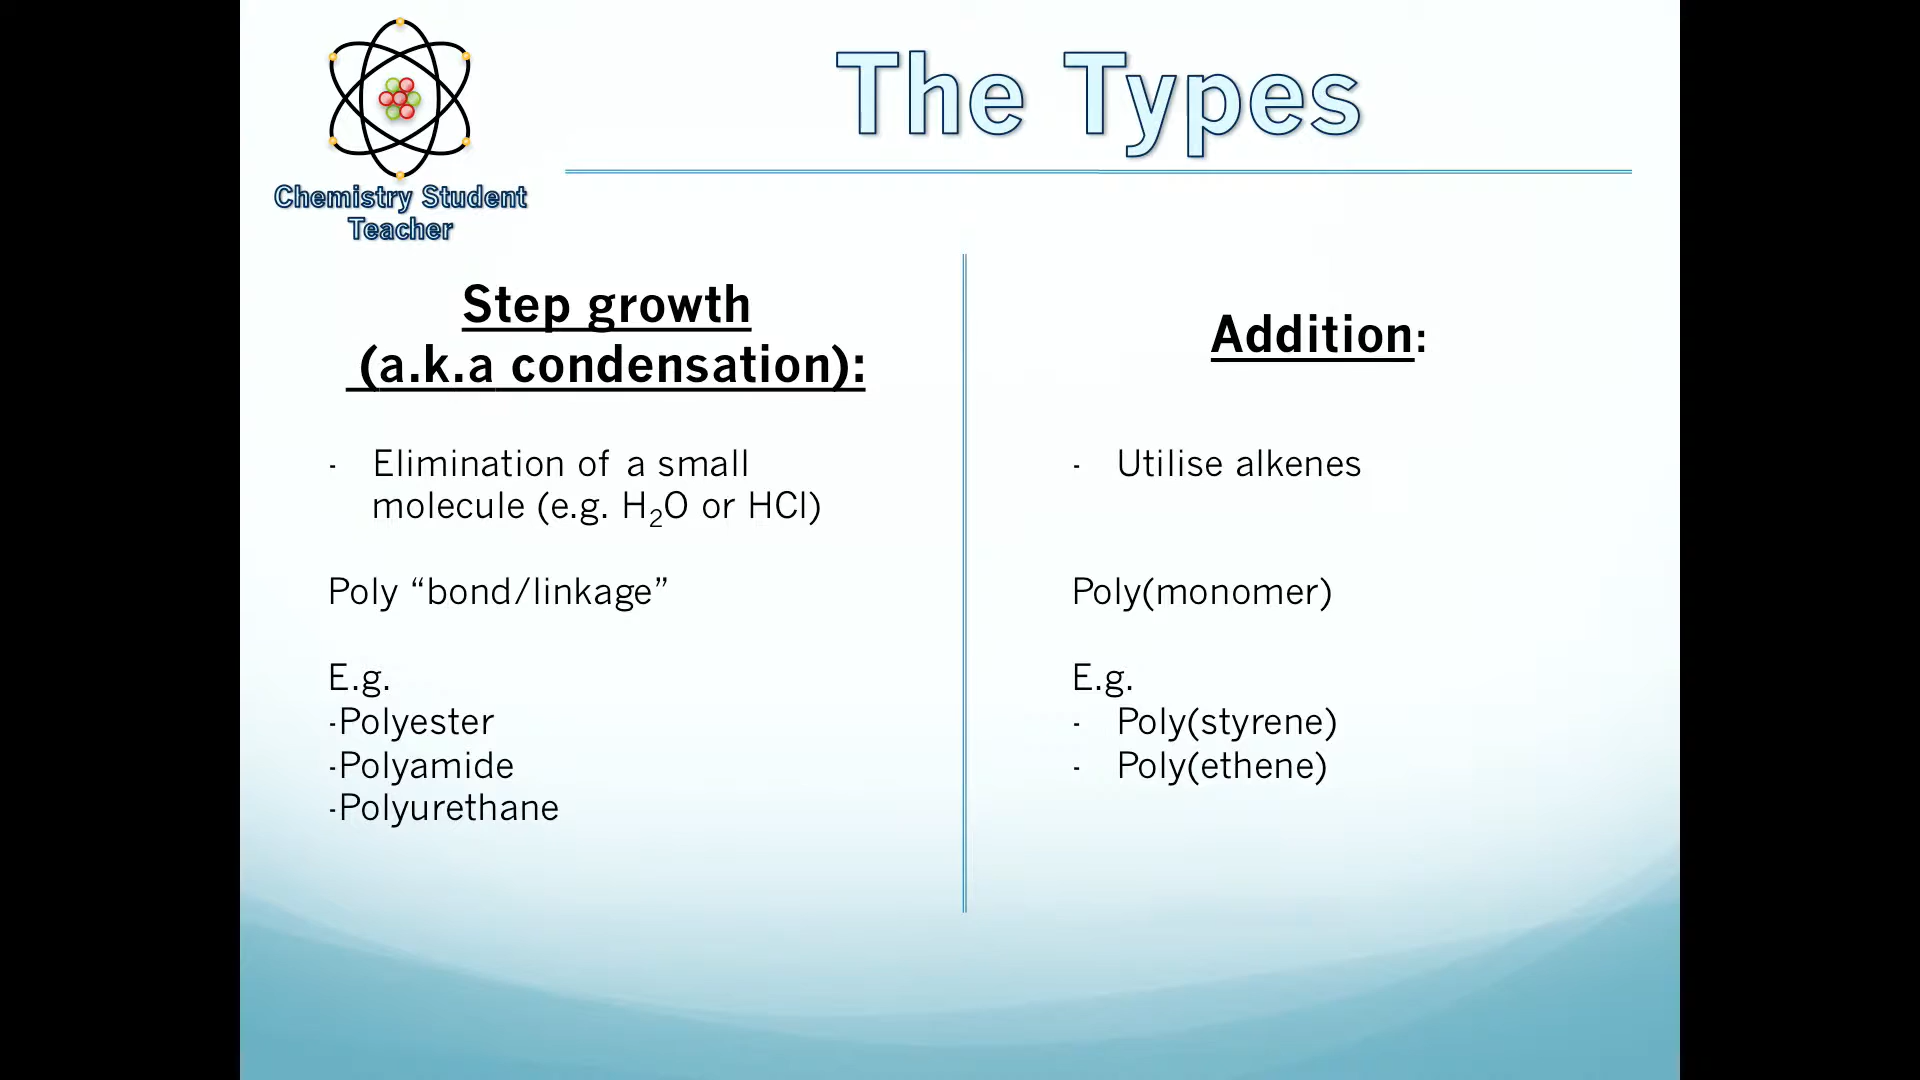 The Types
Chemistry Student
Teacher
Step growth
(a.k.a condensation):
- Elimination of a small
molecule (e.g. H₂O or HCl)
Poly “bond/linkage”
E.g.
-Polyester
-Polyamide
-Polyurethane
Addition:
- Utilise alkenes
Poly(monomer)
E.g.
- Poly(styrene)
- Poly(ethene)